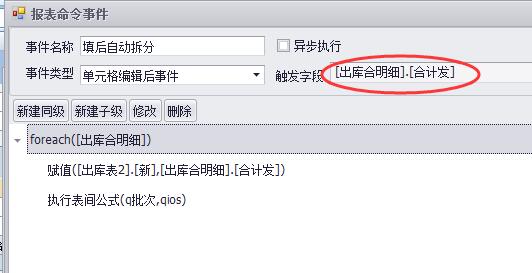 报表命令事件
事件名称 填后自动拆分 异步执行
事件类型 单元格编辑后事件 触发字段 [出库合明细].[合计发]
新建同级 新建子级 修改 删除
foreach([出库合明细])
赋值([出库表2].[新],[出库合明细].[合计发])
执行表间公式(q批次,qios)